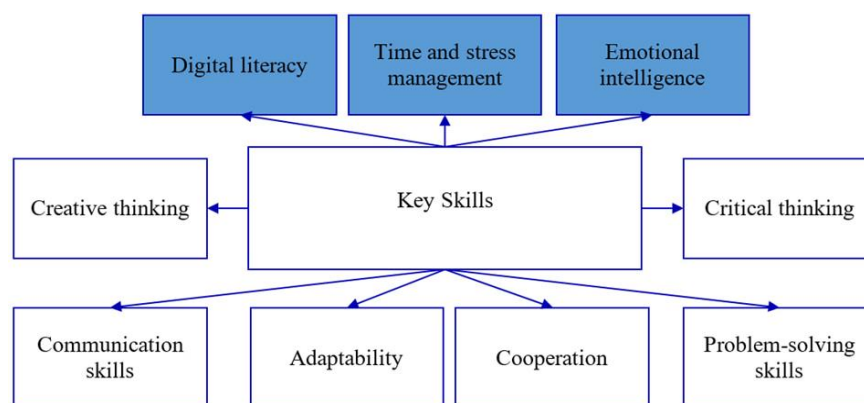 Digital literacy
Time and stress
management
Emotional
intelligence
Creative thinking
Key Skills
Critical thinking
Communication
skills
Adaptability
Cooperation
Problem-solving
skills